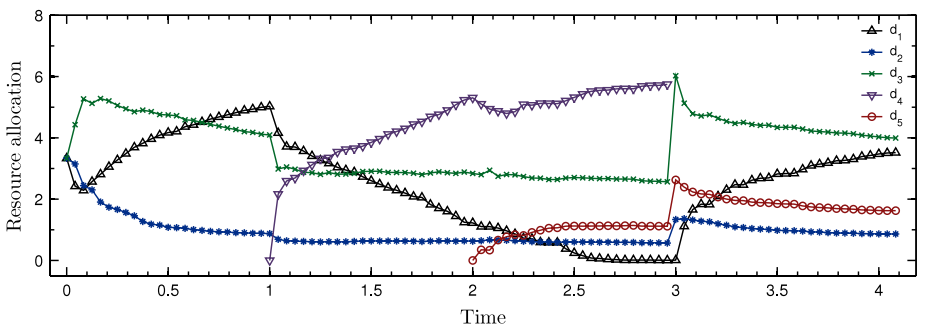 8
6
4
2
0
Resource allocation
0 0.5 1 1.5 2 2.5 3 3.5 4
Time
d1
d2
d3
d4
d5